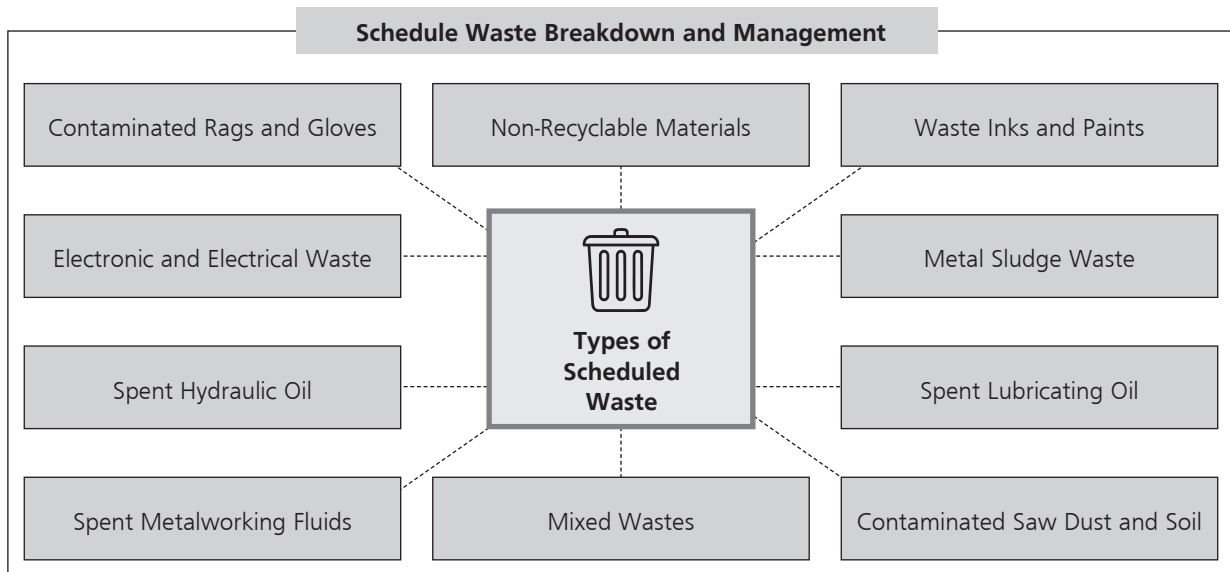 Schedule Waste Breakdown and Management
Contaminated Rags and Gloves
Non-Recyclable Materials
Waste Inks and Paints
Electronic and Electrical Waste
Metal Sludge Waste
Types of
Scheduled
Waste
Spent Hydraulic Oil
Spent Lubricating Oil
Spent Metalworking Fluids
Mixed Wastes
Contaminated Saw Dust and Soil